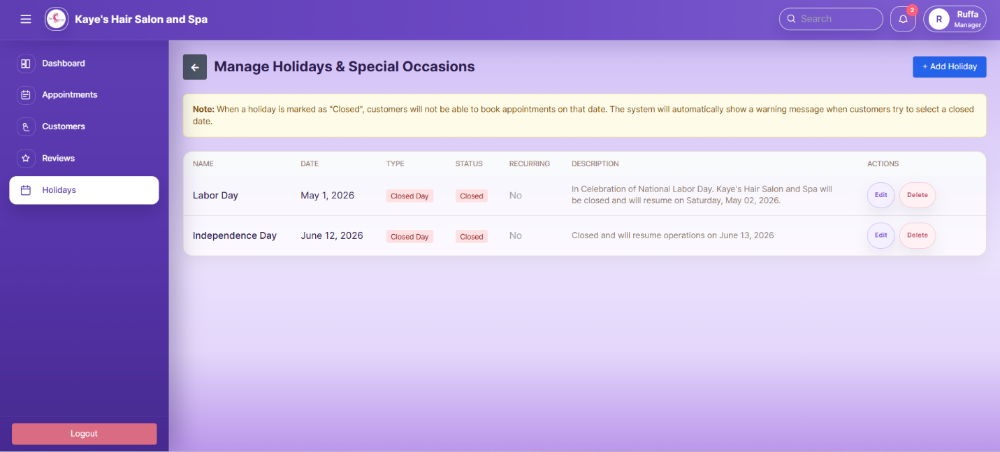 Kaye's Hair Salon and Spa
Search
2
R
Ruffa
Manager
Dashboard
Appointments
Customers
Reviews
Holidays
Logout
Manage Holidays & Special Occasions
+ Add Holiday
Note: When a holiday is marked as "Closed", customers will not be able to book appointments on that date. The system will automatically show a warning message when customers try to select a closed
date.
NAME DATE TYPE STATUS RECURRING DESCRIPTION ACTIONS
Labor Day May 1, 2026 Closed Day Closed No In Celebration of National Labor Day. Kaye's Hair Salon and Spa will
be closed and will resume on Saturday, May 02, 2026. Edit Delete
Independence Day June 12, 2026 Closed Day Closed No Closed and will resume operations on June 13, 2026 Edit Delete